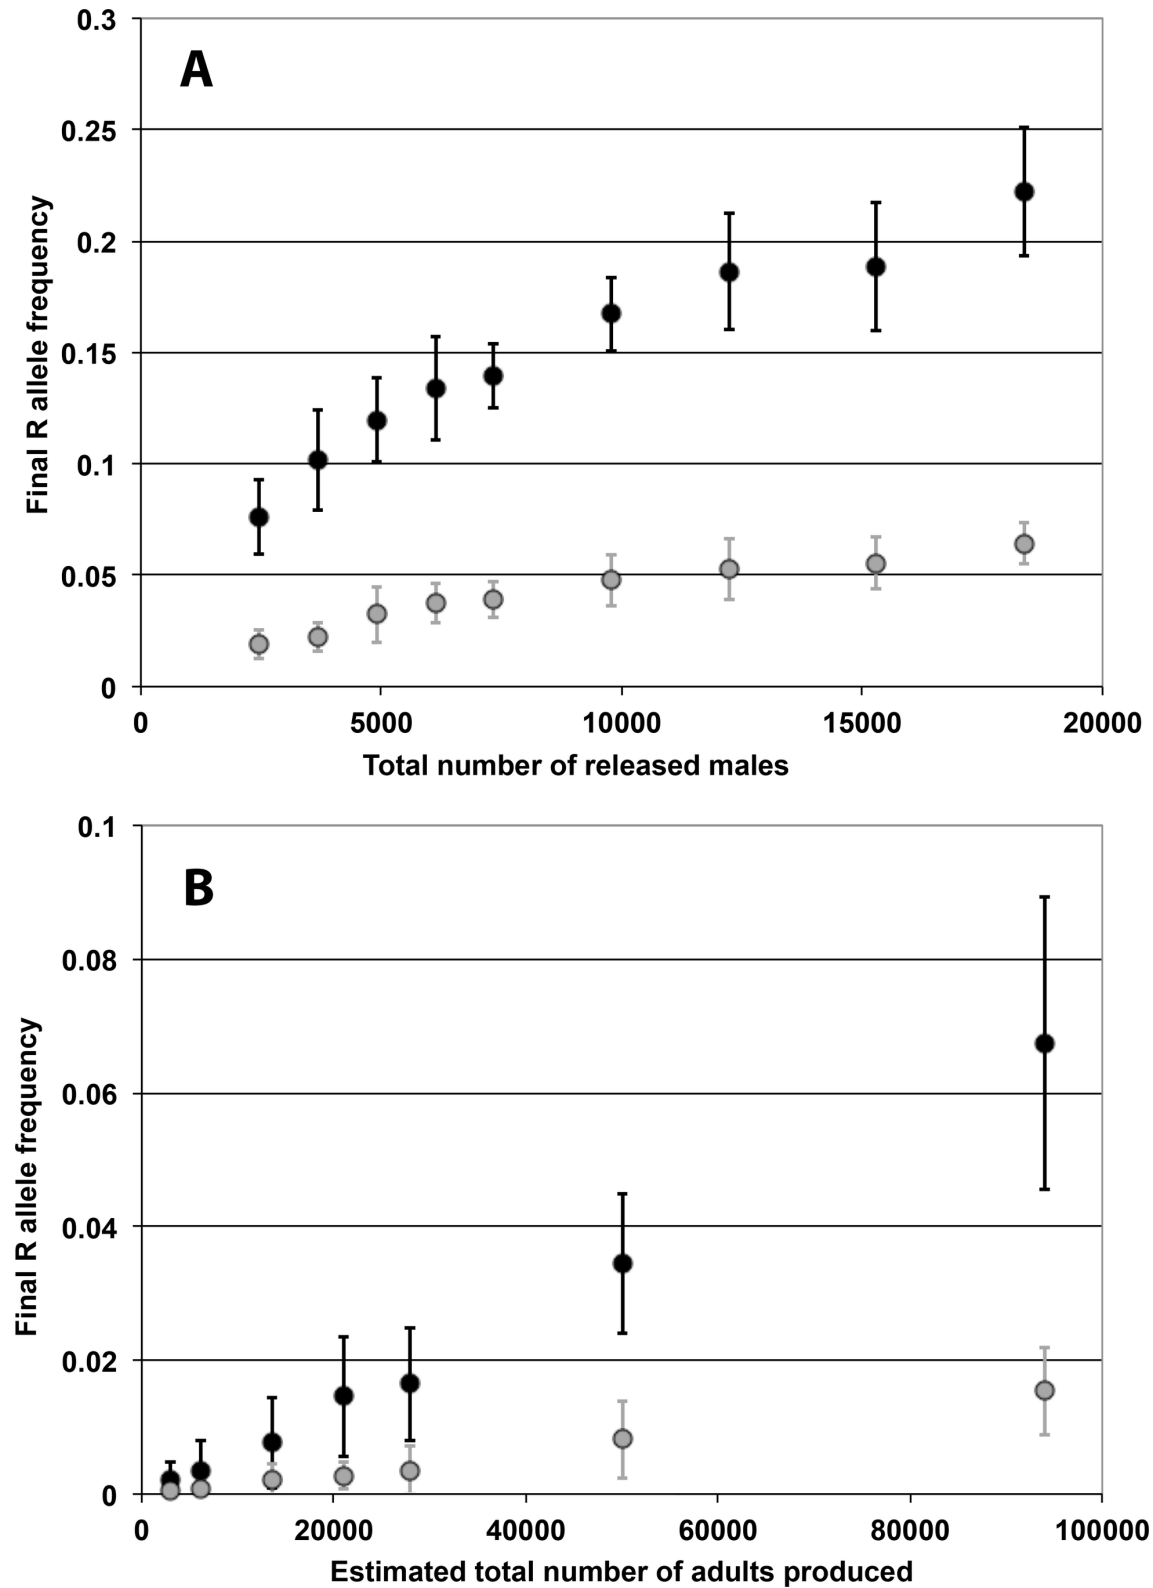 A
Final R allele frequency
0.3
0.25
0.2
0.15
0.1
0.05
0
0 5000 10000 15000 20000
Total number of released males
B
Final R allele frequency
0.1
0.08
0.06
0.04
0.02
0
0 20000 40000 60000 80000 100000
Estimated total number of adults produced